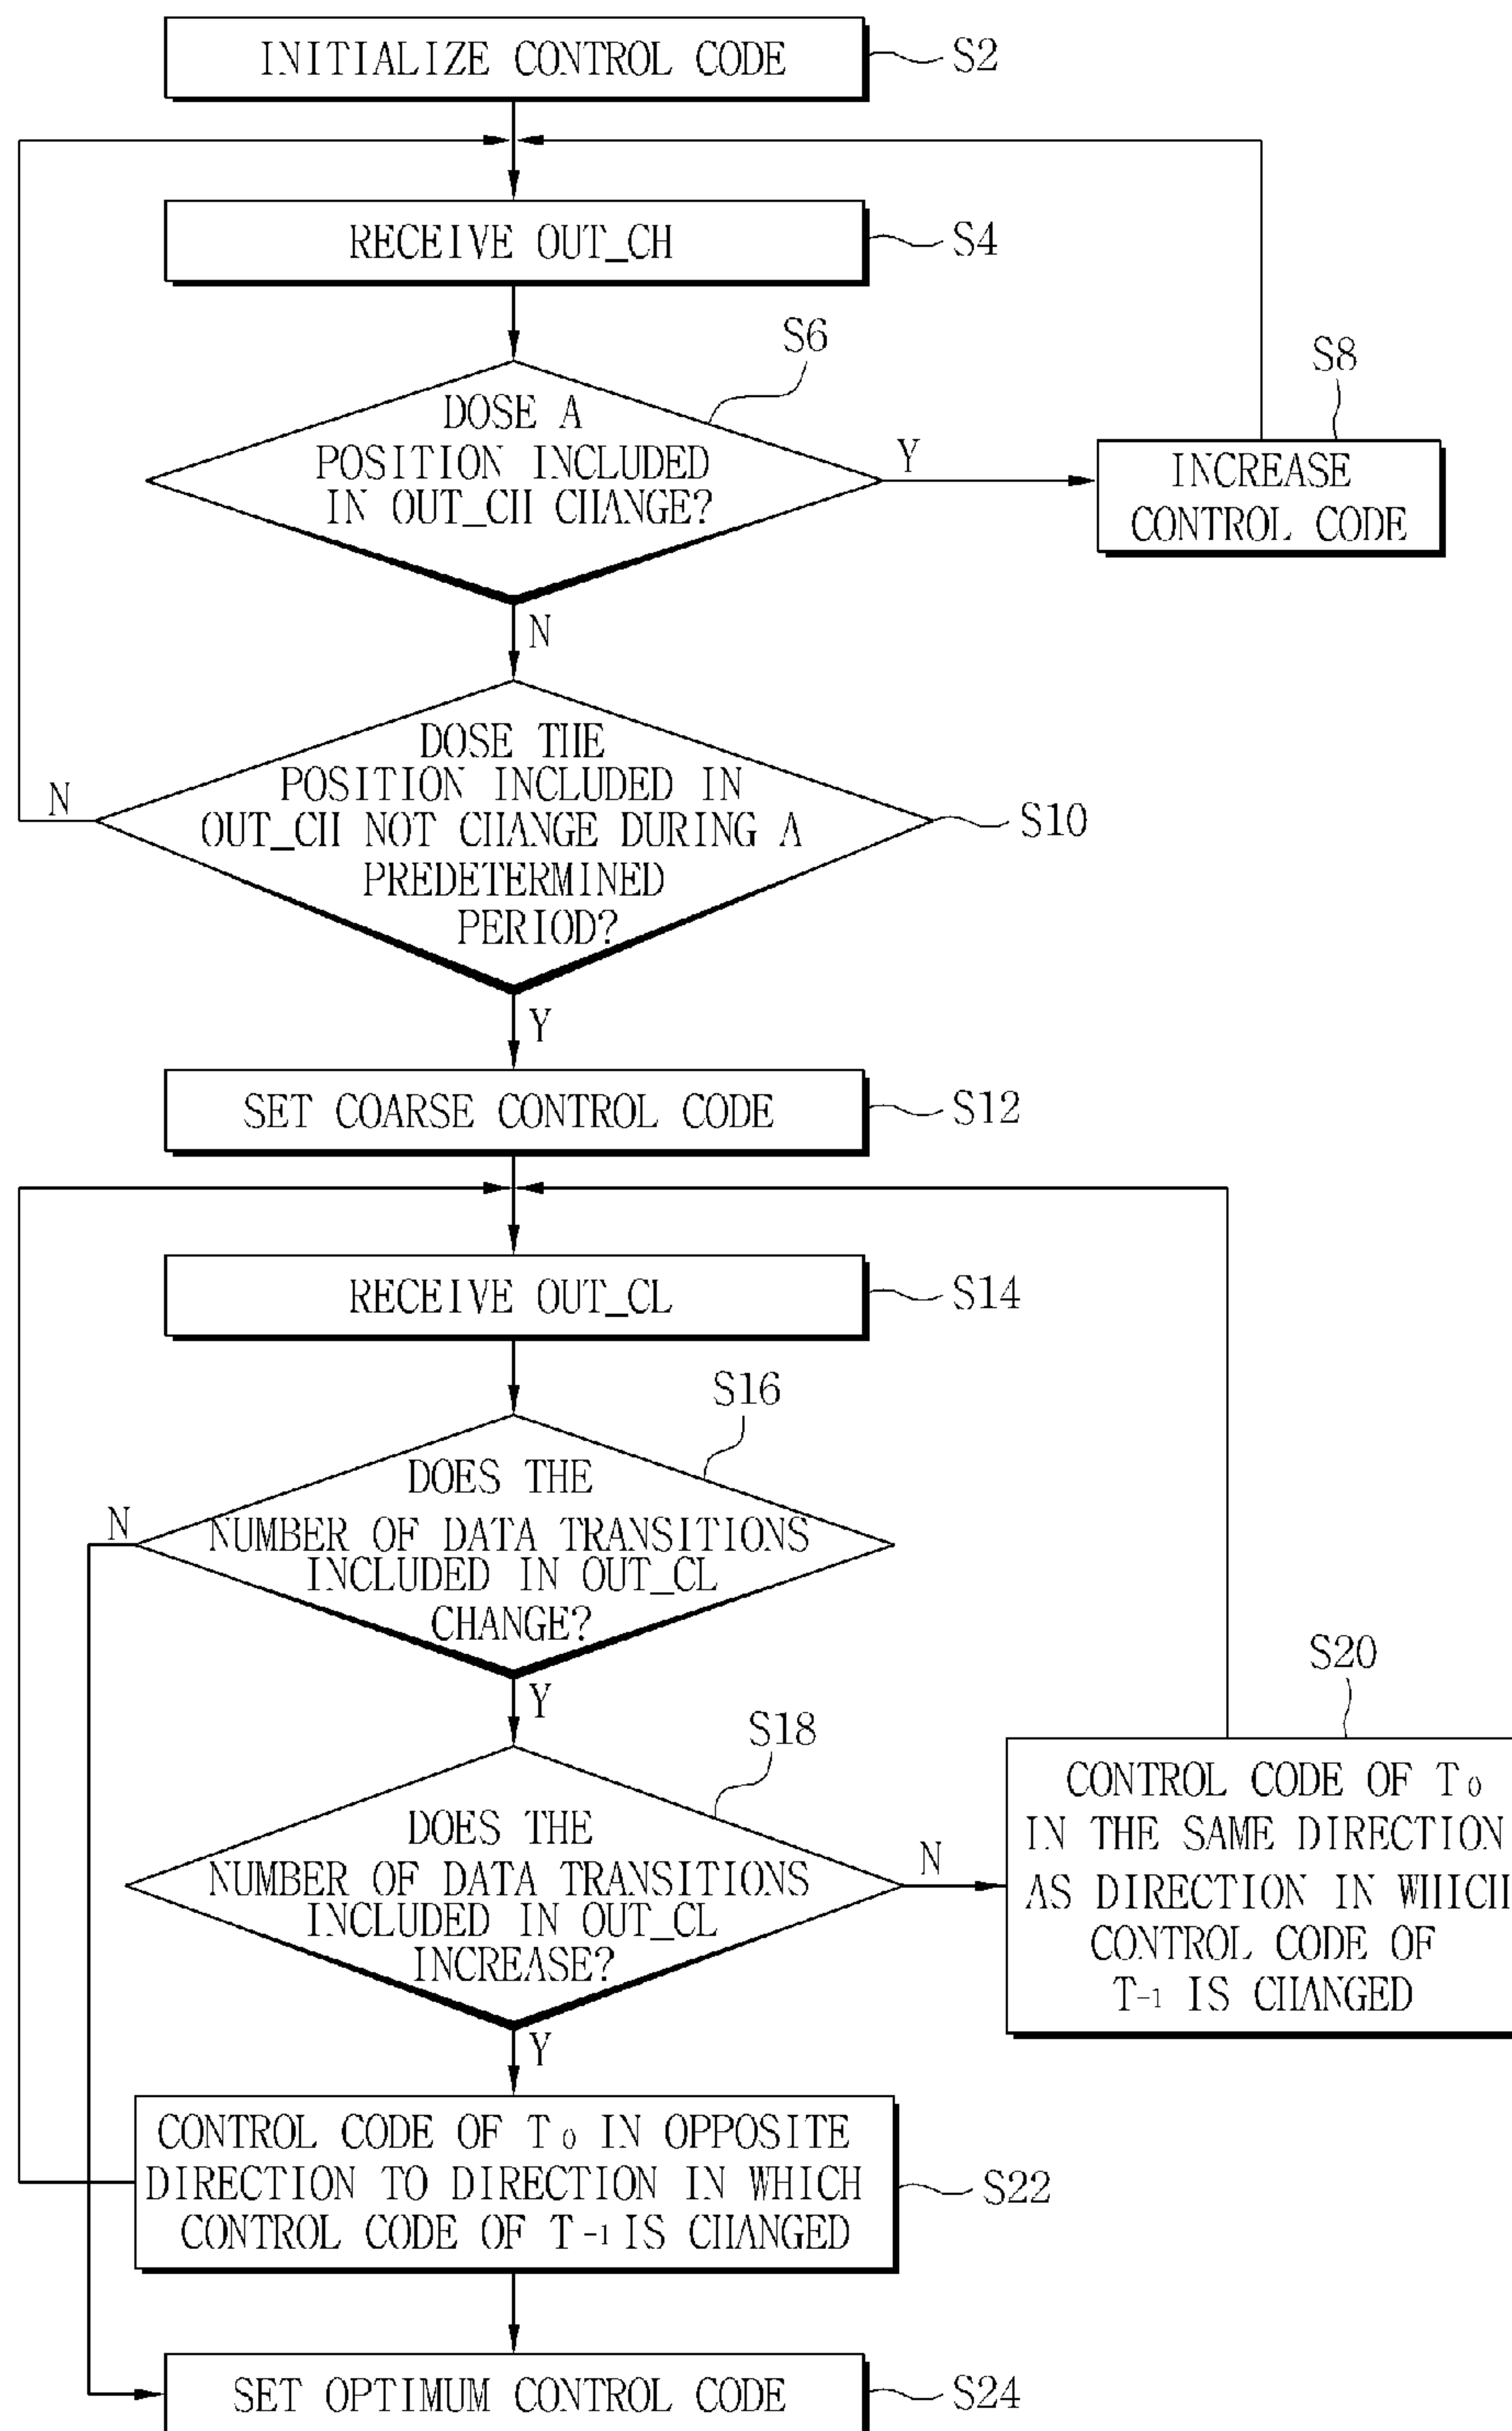 INITIALIZE CONTROL CODE
S2
RECEIVE OUT_CH
S4
S6
DOSE A
POSITION INCLUDED
IN OUT_CH CHANGE?
Y
S8
INCREASE
CONTROL CODE
N
DOSE THE
POSITION INCLUDED IN
OUT_CH NOT CHANGE DURING A
PREDETERMINED
PERIOD?
N
S10
Y
SET COARSE CONTROL CODE
S12
RECEIVE OUT_CL
S14
S16
DOES THE
NUMBER OF DATA TRANSITIONS
INCLUDED IN OUT_CL
CHANGE?
N
Y
S18
DOES THE
NUMBER OF DATA TRANSITIONS
INCLUDED IN OUT_CL
INCREASE?
N
S20
CONTROL CODE OF T0
IN THE SAME DIRECTION
AS DIRECTION IN WHICH
CONTROL CODE OF
T-1 IS CHANGED
Y
CONTROL CODE OF T0 IN OPPOSITE
DIRECTION TO DIRECTION IN WHICH
CONTROL CODE OF T-1 IS CHANGED
S22
SET OPTIMUM CONTROL CODE
S24